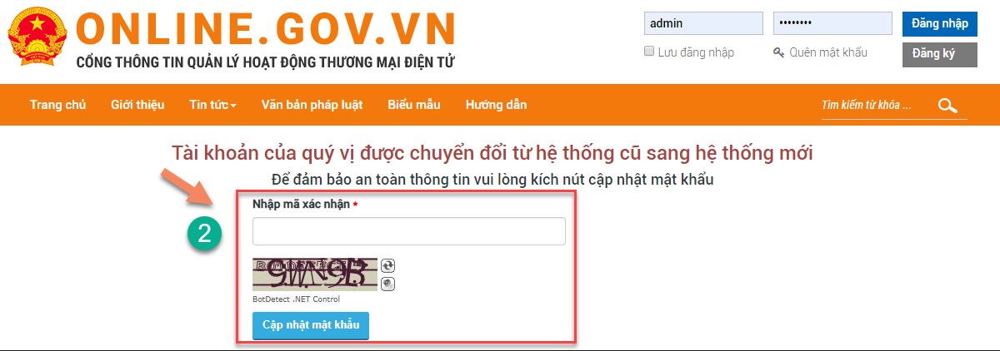 ONLINE.GOV.VN
CỔNG THÔNG TIN QUẢN LÝ HOẠT ĐỘNG THƯƠNG MẠI ĐIỆN TỬ
admin
Đăng nhập
Lưu đăng nhập
Quên mật khẩu
Đăng ký
Trang chủ Giới thiệu Tin tức Văn bản pháp luật Biểu mẫu Hướng dẫn Tìm kiếm từ khóa ...
Tài khoản của quý vị được chuyển đổi từ hệ thống cũ sang hệ thống mới
Để đảm bảo an toàn thông tin vui lòng kích nút cập nhật mật khẩu
Nhập mã xác nhận *
2
BotDetect .NET Control
Cập nhật mật khẩu